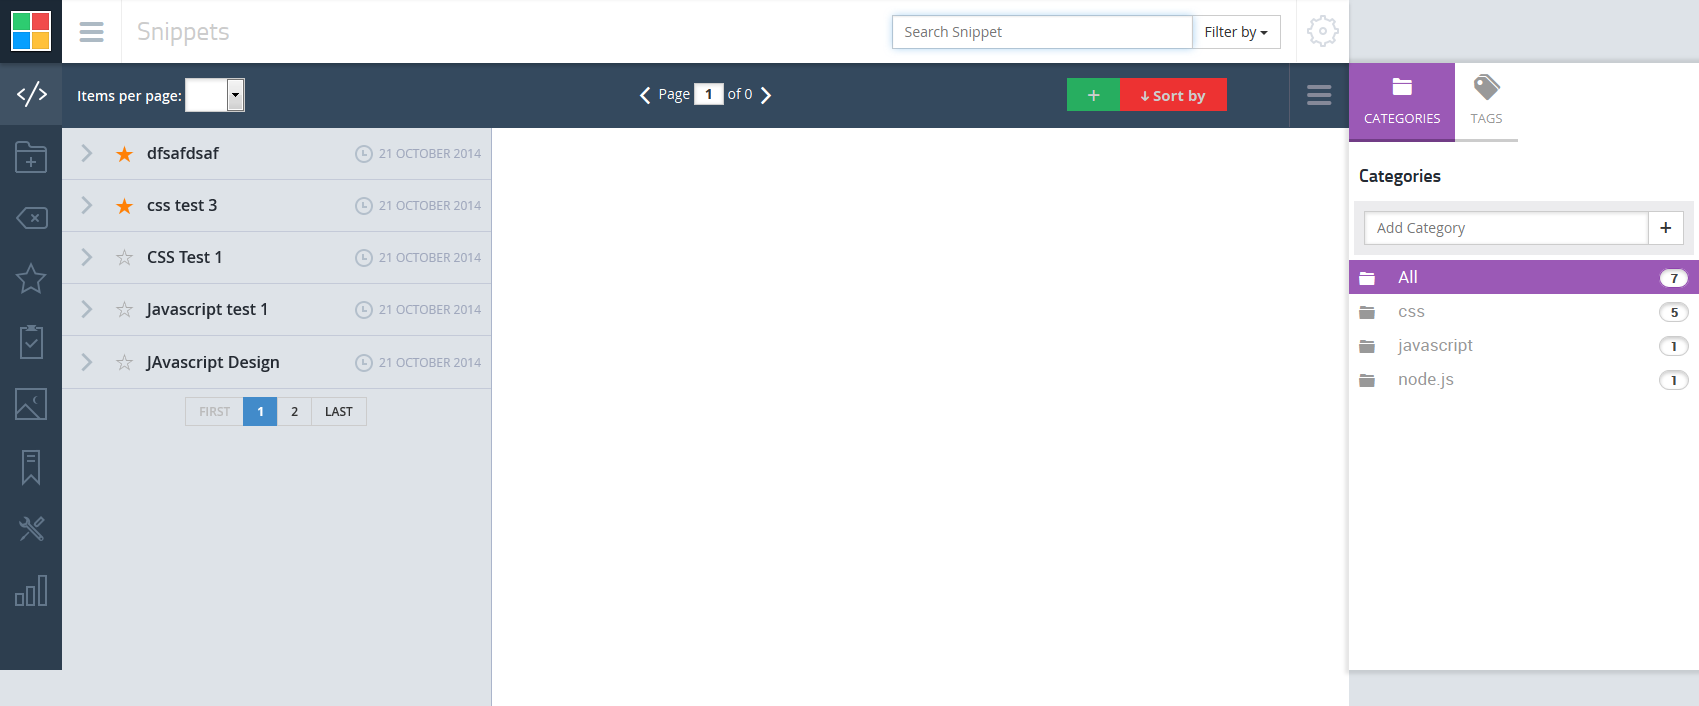 Snippets
Search Snippet
Filter by
Items per page:
Page 1 of 0
+
Sort by
CATEGORIES
TAGS
dfsafdsaf
21 OCTOBER 2014
css test 3
21 OCTOBER 2014
CSS Test 1
21 OCTOBER 2014
Javascript test 1
21 OCTOBER 2014
JAvascript Design
21 OCTOBER 2014
FIRST 1 2 LAST
Categories
Add Category
+
All 7
css 5
javascript 1
node.js 1